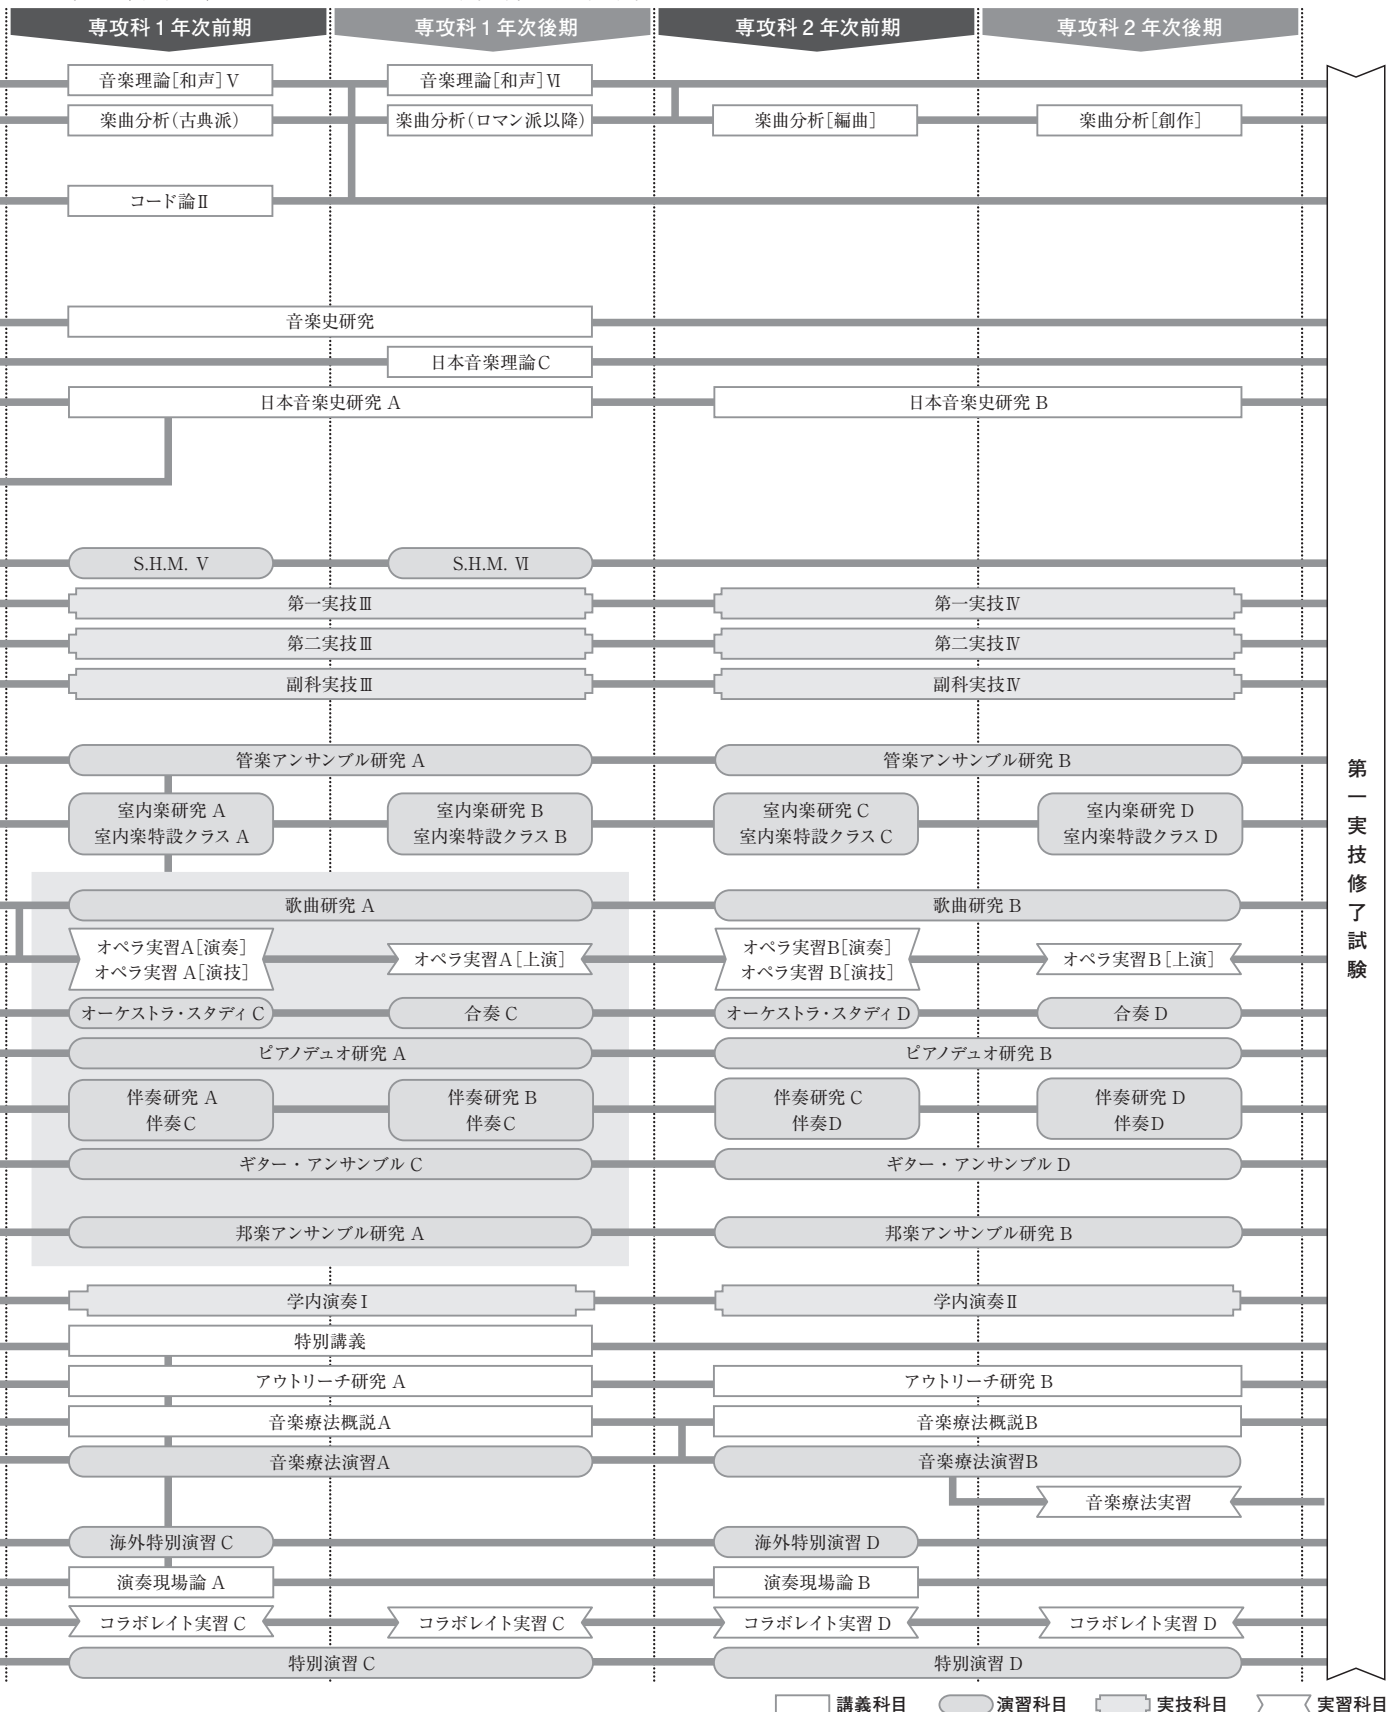 専攻科1年次前期 専攻科1年次後期 専攻科2年次前期 専攻科2年次後期
音楽理論[和声]Ⅴ 音楽理論[和声]Ⅵ
楽曲分析(古典派) 楽曲分析(ロマン派以降) 楽曲分析[編曲] 楽曲分析[創作]
コード論Ⅱ
音楽史研究
日本音楽理論C
日本音楽史研究 A 日本音楽史研究 B
S.H.M. Ⅴ S.H.M. Ⅵ
第一実技Ⅲ 第一実技Ⅳ
第二実技Ⅲ 第二実技Ⅳ
副科実技Ⅲ 副科実技Ⅳ
管楽アンサンブル研究 A 管楽アンサンブル研究 B
室内楽研究 A 室内楽研究 B 室内楽研究 C 室内楽研究 D
室内楽特設クラス A 室内楽特設クラス B 室内楽特設クラス C 室内楽特設クラス D
歌曲研究 A 歌曲研究 B
オペラ実習A[演奏] オペラ実習B[演奏]
オペラ実習 A[演技] オペラ実習A[上演] オペラ実習 B[演技] オペラ実習B[上演]
オーケストラ・スタディ C 合奏 C オーケストラ・スタディ D 合奏 D
ピアノデュオ研究 A ピアノデュオ研究 B
伴奏研究 A 伴奏研究 B 伴奏研究 C 伴奏研究 D
伴奏C 伴奏C 伴奏D 伴奏D
ギター・アンサンブル C ギター・アンサンブル D
邦楽アンサンブル研究 A 邦楽アンサンブル研究 B
学内演奏Ⅰ 学内演奏Ⅱ
特別講義
アウトリーチ研究 A アウトリーチ研究 B
音楽療法概説A 音楽療法概説B
音楽療法演習A 音楽療法演習B
音楽療法実習
海外特別演習 C 海外特別演習 D
演奏現場論 A 演奏現場論 B
コラボレイト実習 C コラボレイト実習 C コラボレイト実習 D コラボレイト実習 D
特別演習 C 特別演習 D
第一実技修了試験
講義科目 演習科目 実技科目 実習科目